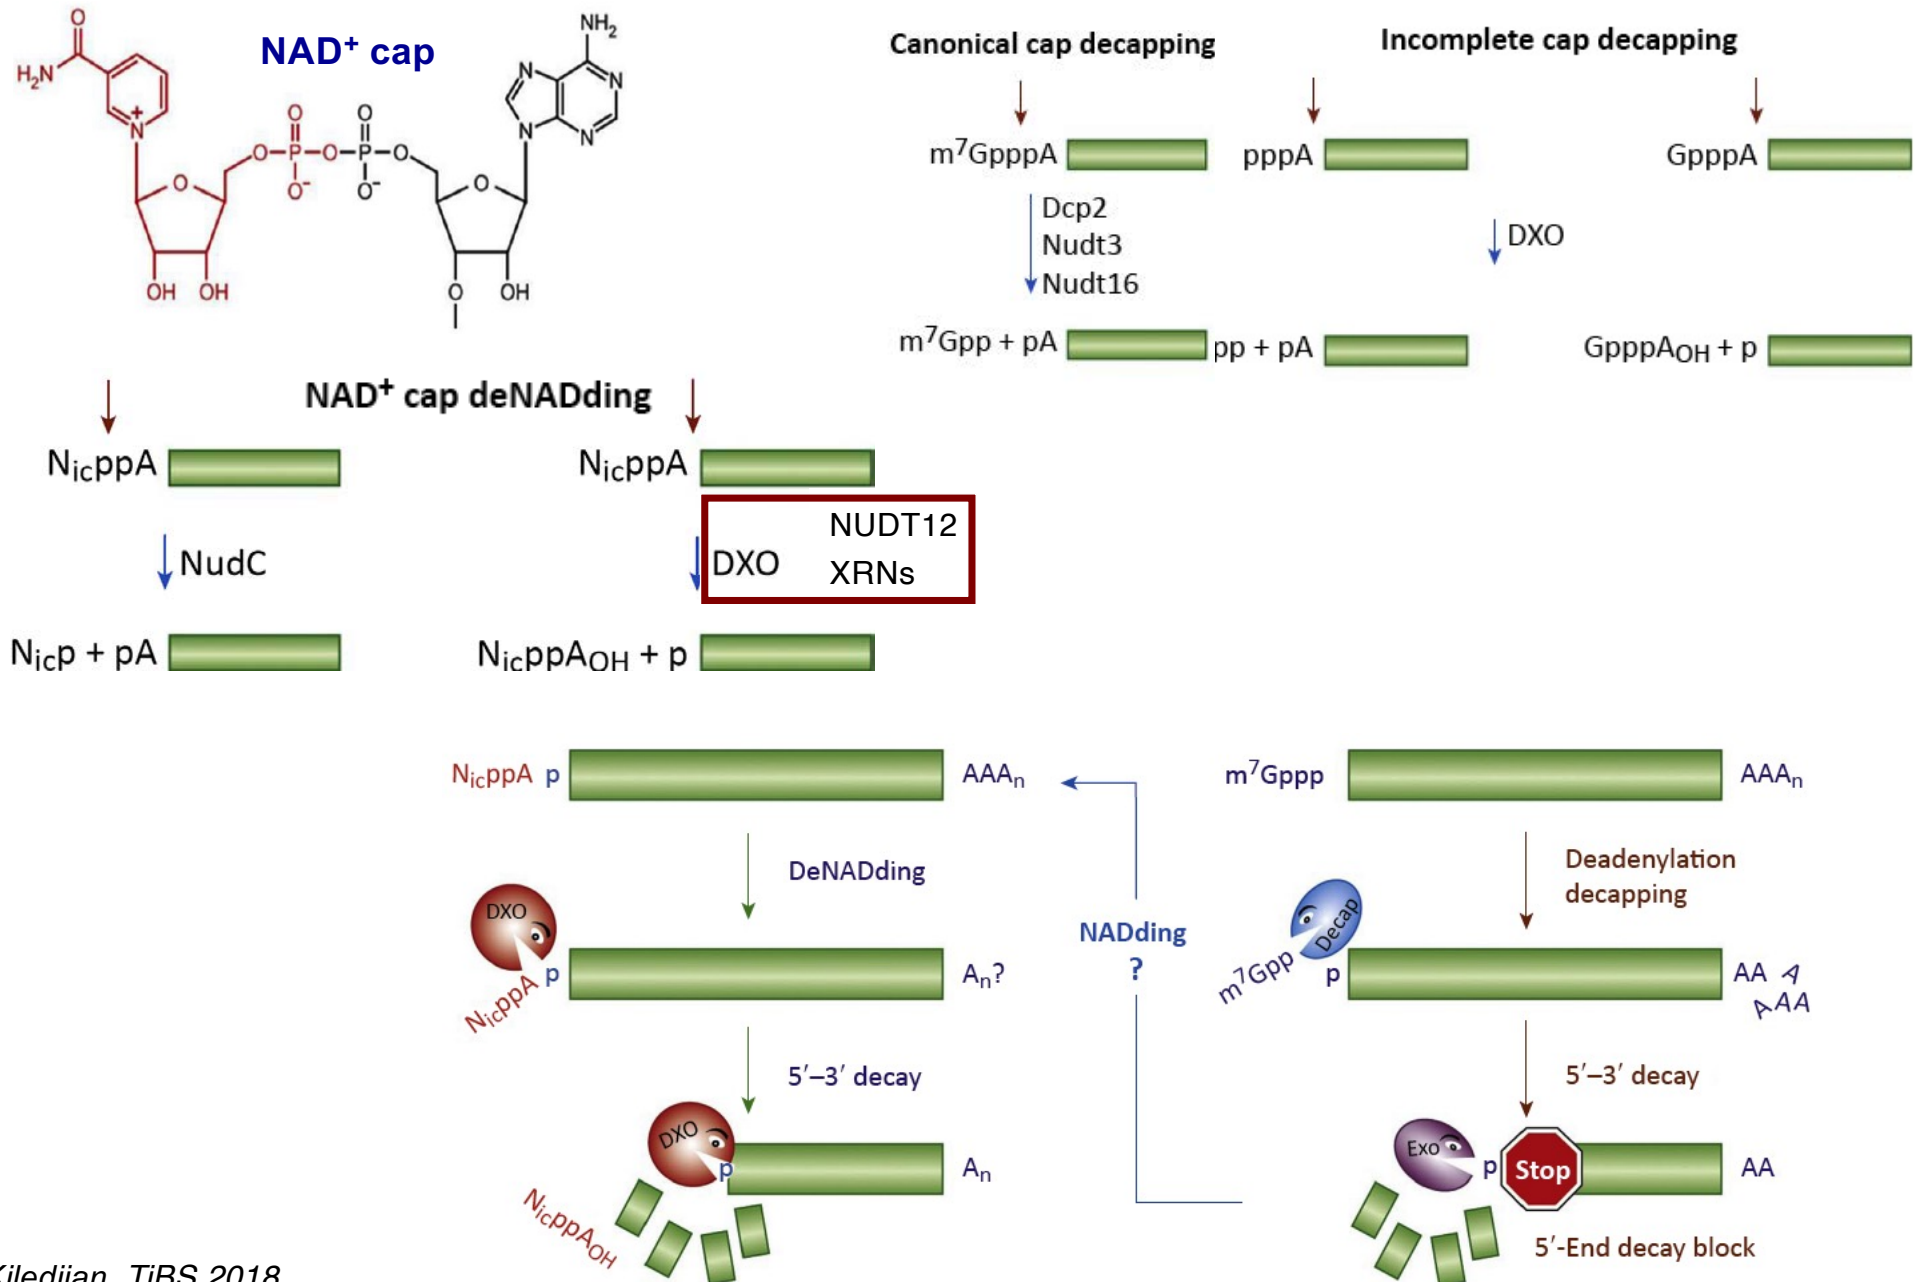 NAD⁺ cap
O
H₂N
N
+
O
O
O
P
O
P
O
O⁻
O⁻
O
OH
OH
NH₂
N
N
N
N
O
O
OH
Canonical cap decapping
m⁷GpppA
Dcp2
Nudt3
Nudt16
m⁷Gpp + pA
Incomplete cap decapping
pppA
GpppA
DXO
pp + pA
GpppA_OH + p
NAD⁺ cap deNADding
N_icppA
NudC
N_icp + pA
N_icppA
DXO
NUDT12
XRNs
N_icppA_OH + p
N_icppA p
AAA_n
DeNADding
DXO
N_icppA
p
A_n?
5′–3′ decay
DXO
p
A_n
N_icppA_OH
NADding
?
m⁷Gppp
AAA_n
Deadenylation
decapping
Decap
m⁷Gpp
p
AA A
AAA
5′–3′ decay
Exo
p
Stop
AA
5′-End decay block
Kiledjian, TiBS 2018